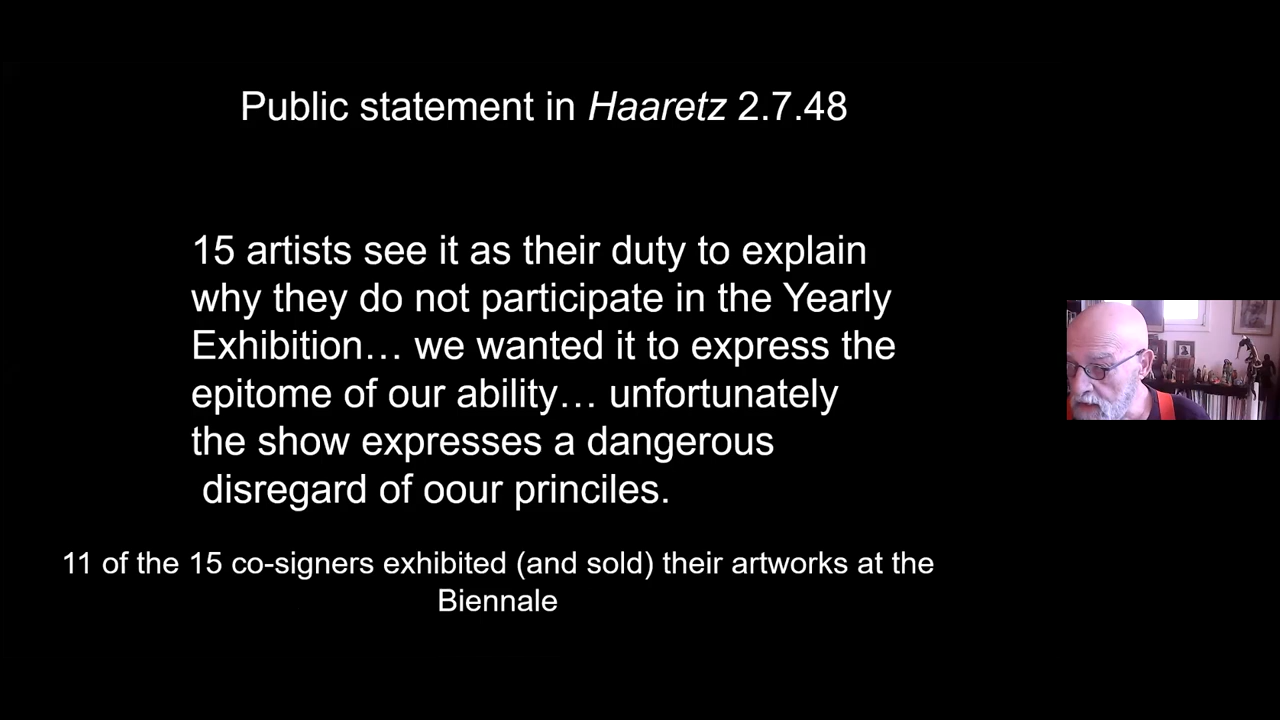 Public statement in Haaretz 2.7.48
15 artists see it as their duty to explain
why they do not participate in the Yearly
Exhibition… we wanted it to express the
epitome of our ability… unfortunately
the show expresses a dangerous
disregard of oour princiles.
11 of the 15 co-signers exhibited (and sold) their artworks at the
Biennale